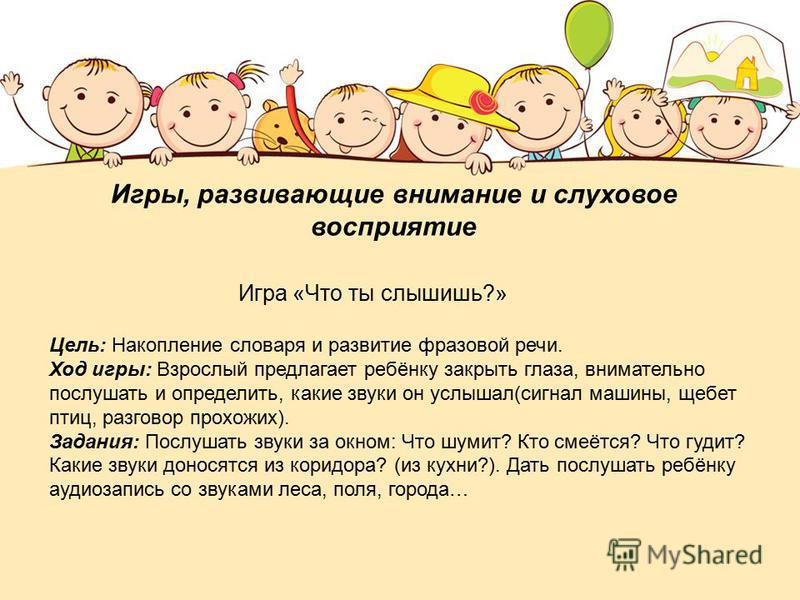 Игры, развивающие внимание и слуховое
восприятие
Игра «Что ты слышишь?»
Цель: Накопление словаря и развитие фразовой речи.
Ход игры: Взрослый предлагает ребёнку закрыть глаза, внимательно
послушать и определить, какие звуки он услышал(сигнал машины, щебет
птиц, разговор прохожих).
Задания: Послушать звуки за окном: Что шумит? Кто смеётся? Что гудит?
Какие звуки доносятся из коридора? (из кухни?). Дать послушать ребёнку
аудиозапись со звуками леса, поля, города…
MyShared